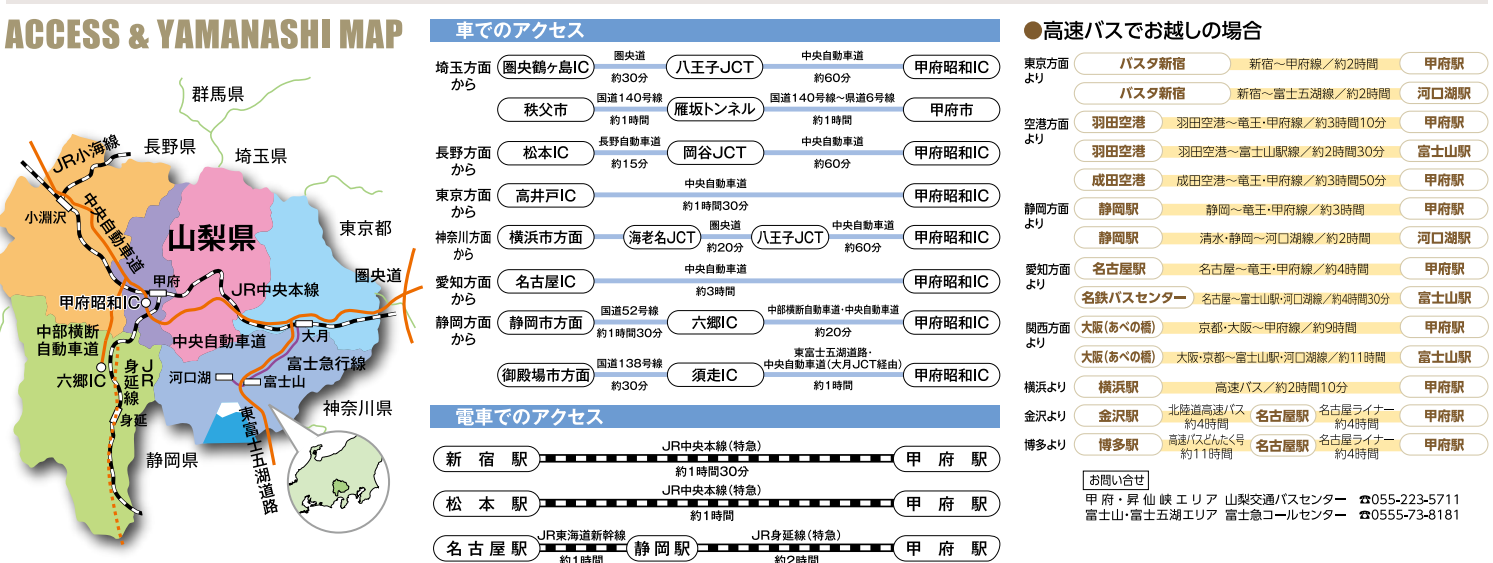 ACCESS & YAMANASHI MAP
群馬県
長野県
埼玉県
JR小海線
小淵沢
中央自動車道
山梨県
東京都
圏央道
甲府
甲府昭和IC
JR中央本線
中部横断
自動車道
中央自動車道
大月
六郷IC
JR身延線
河口湖
富士急行線
富士山
身延
神奈川県
静岡県
東富士五湖道路
車でのアクセス
埼玉方面
から
圏央鶴ヶ島IC 圏央道 約30分 八王子JCT 中央自動車道 約60分 甲府昭和IC
秩父市 国道140号線 約1時間 雁坂トンネル 国道140号線~県道6号線 約1時間 甲府市
長野方面
から
松本IC 長野自動車道 約15分 岡谷JCT 中央自動車道 約60分 甲府昭和IC
東京方面
から
高井戸IC 中央自動車道 約1時間30分 甲府昭和IC
神奈川方面
から
横浜市方面 海老名JCT 圏央道 約20分 八王子JCT 中央自動車道 約60分 甲府昭和IC
愛知方面
から
名古屋IC 中央自動車道 約3時間 甲府昭和IC
静岡方面
から
静岡市方面 国道52号線 約1時間30分 六郷IC 中部横断自動車道・中央自動車道 約20分 甲府昭和IC
御殿場市方面 国道138号線 約30分 須走IC 東富士五湖道路・
中央自動車道(大月JCT経由) 約1時間 甲府昭和IC
電車でのアクセス
新宿駅 JR中央本線(特急) 約1時間30分 甲府駅
松本駅 JR中央本線(特急) 約1時間 甲府駅
名古屋駅 JR東海道新幹線 約1時間 静岡駅 JR身延線(特急) 約2時間 甲府駅
●高速バスでお越しの場合
東京方面
より
バスタ新宿 新宿~甲府線/約2時間 甲府駅
バスタ新宿 新宿~富士五湖線/約2時間 河口湖駅
空港方面
より
羽田空港 羽田空港~竜王・甲府線/約3時間10分 甲府駅
羽田空港 羽田空港~富士山駅線/約2時間30分 富士山駅
成田空港 成田空港~竜王・甲府線/約3時間50分 甲府駅
静岡方面
より
静岡駅 静岡~竜王・甲府線/約3時間 甲府駅
静岡駅 清水・静岡~河口湖線/約2時間 河口湖駅
愛知方面
より
名古屋駅 名古屋~竜王・甲府線/約4時間 甲府駅
名鉄バスセンター 名古屋~富士山駅・河口湖線/約4時間30分 富士山駅
関西方面
より
大阪(あべの橋) 京都・大阪~甲府線/約9時間 甲府駅
大阪(あべの橋) 大阪・京都~富士山駅・河口湖線/約11時間 富士山駅
横浜より 横浜駅 高速バス/約2時間10分 甲府駅
金沢より 金沢駅 北陸道高速バス 約4時間 名古屋駅 名古屋ライナー 約4時間 甲府駅
博多より 博多駅 高速バスどんたく号 約11時間 名古屋駅 名古屋ライナー 約4時間 甲府駅
お問い合せ
甲府・昇仙峡エリア 山梨交通バスセンター ☎055-223-5711
富士山・富士五湖エリア 富士急コールセンター ☎0555-73-8181